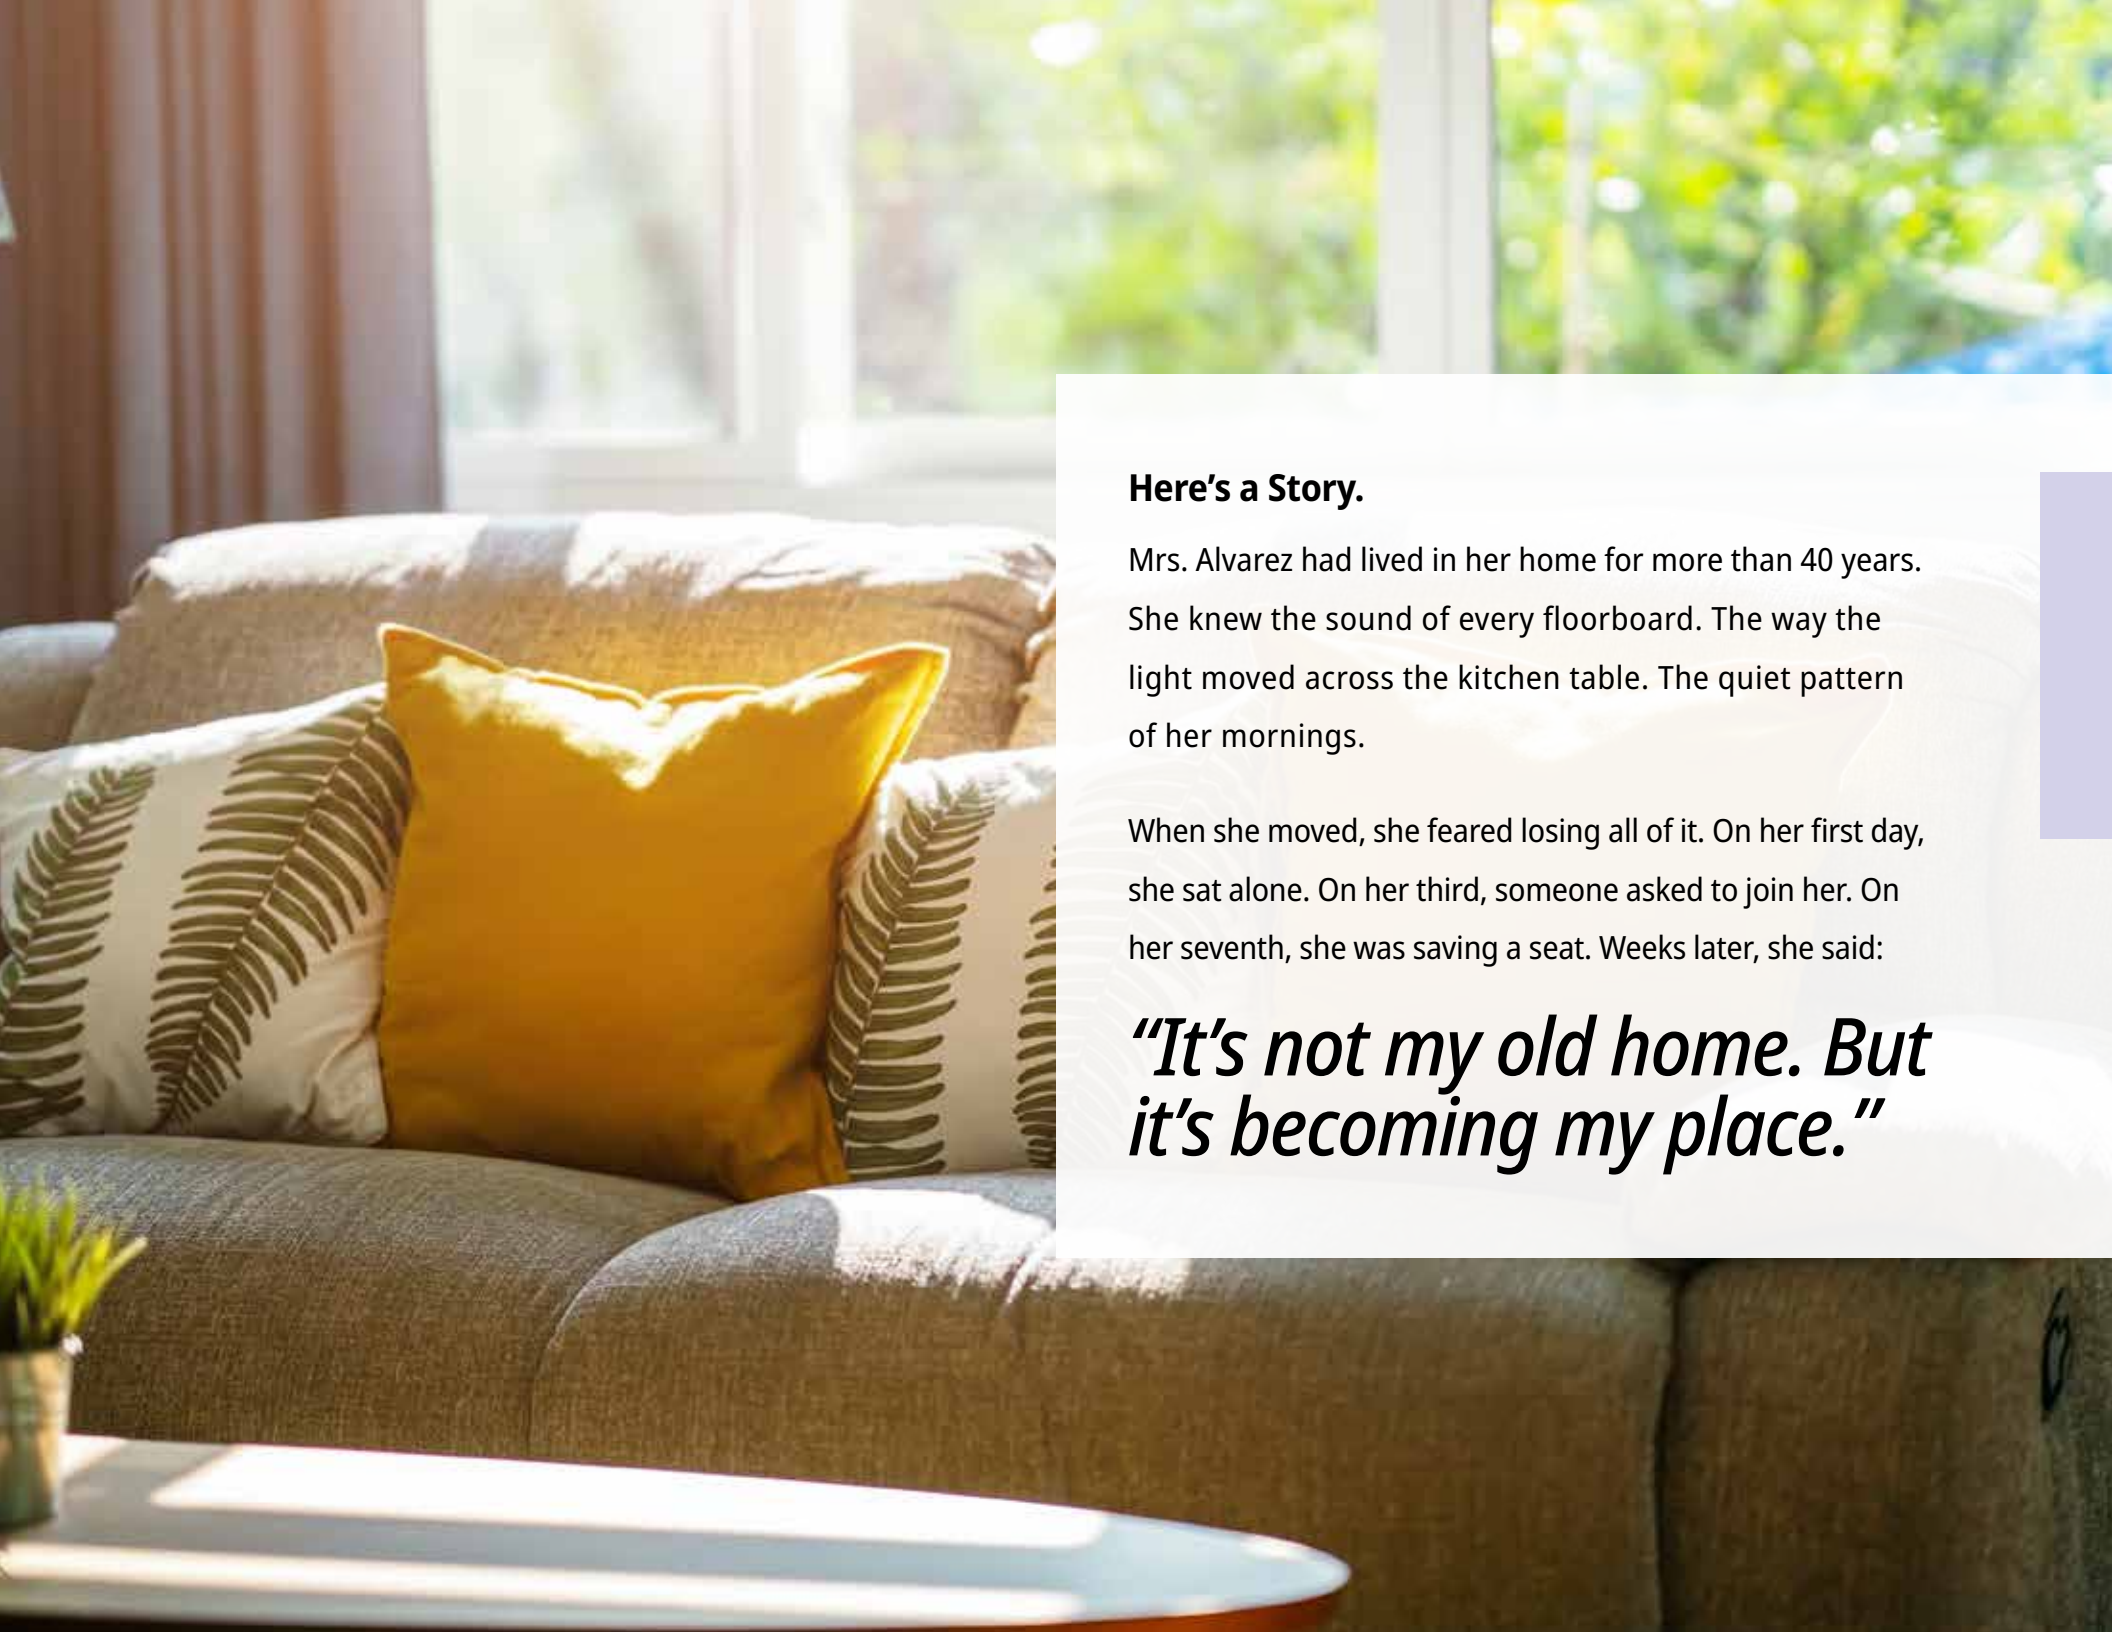 Here’s a Story.
Mrs. Alvarez had lived in her home for more than 40 years.
She knew the sound of every floorboard. The way the
light moved across the kitchen table. The quiet pattern
of her mornings.
When she moved, she feared losing all of it. On her first day,
she sat alone. On her third, someone asked to join her. On
her seventh, she was saving a seat. Weeks later, she said:
“It’s not my old home. But
it’s becoming my place.”